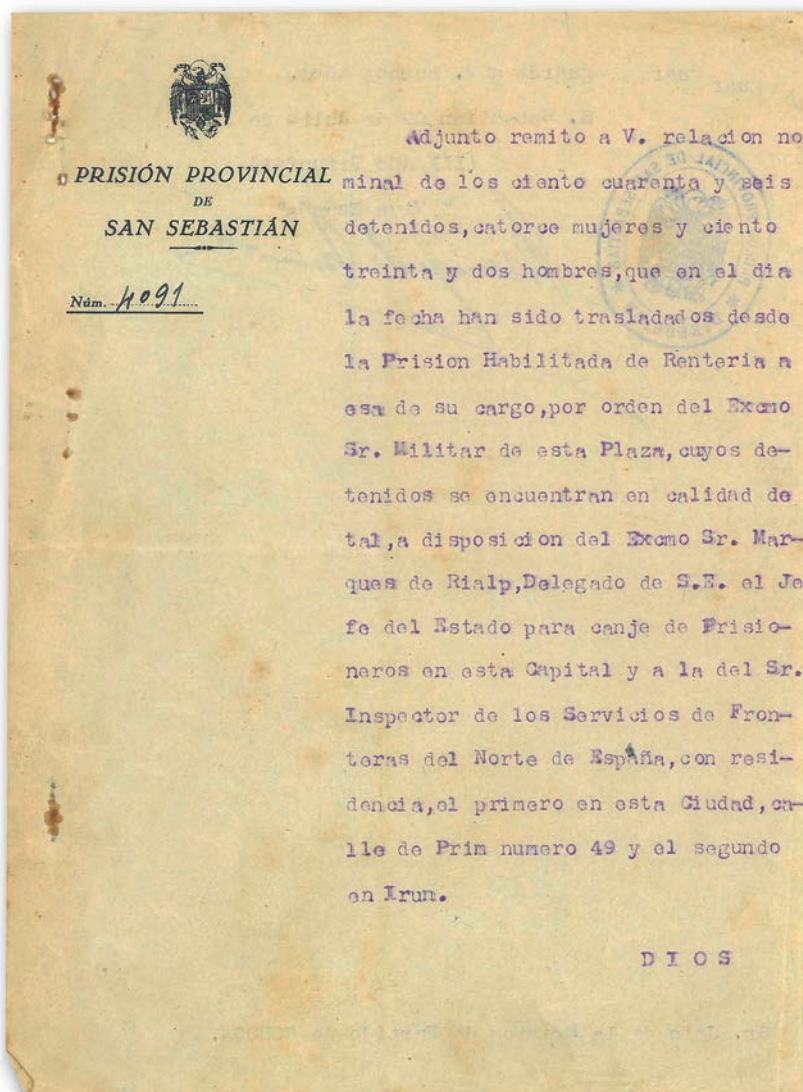 PRISIÓN PROVINCIAL
DE
SAN SEBASTIÁN
Núm. 4091
Adjunto remito a V. relacion no
minal de los ciento cuarenta y seis
detenidos,catorce mujeres y ciento
treinta y dos hombres,que en el dia
la fecha han sido trasladados desde
la Prision Habilitada de Renteria a
esa de su cargo,por orden del Excmo
Sr. Militar de esta Plaza,cuyos de-
tenidos se encuentran en calidad de
tal,a disposicion del Excmo Sr. Mar-
ques de Rialp,Delegado de S.E. el Je
fe del Estado para canje de Prisio-
neros en esta Capital y a la del Sr.
Inspector de los Servicios de Fron-
teras del Norte de España,con resi-
dencia,el primero en esta Ciudad,ca-
lle de Prim numero 49 y el segundo
en Irun.
D I O S